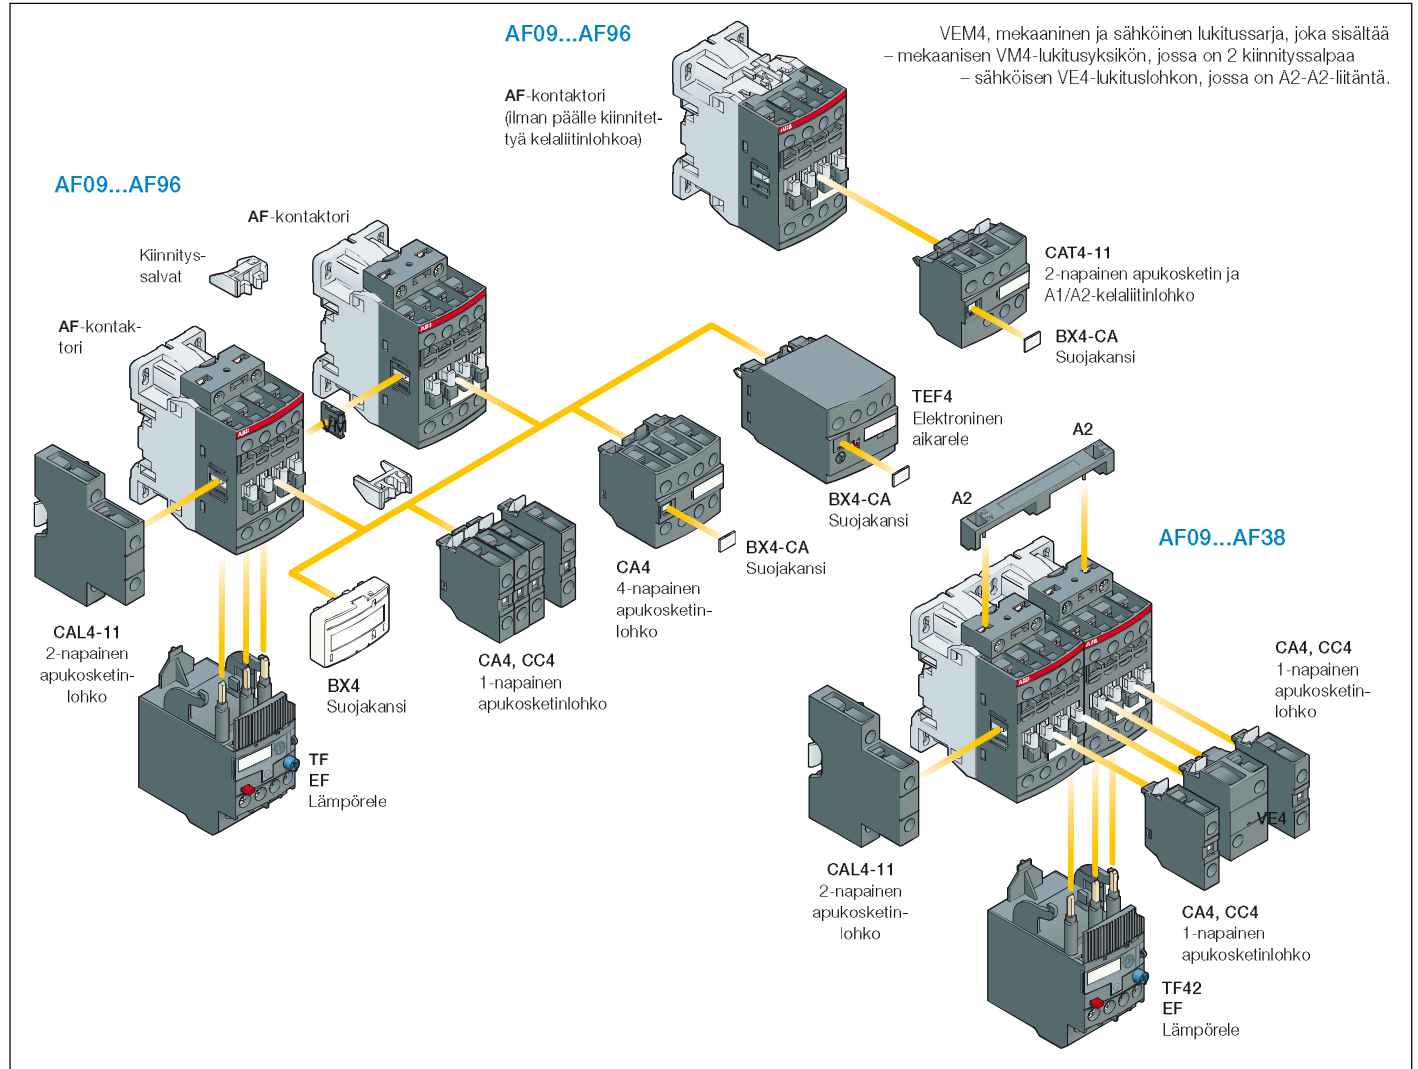 AF09...AF96
VEM4, mekaaninen ja sähköinen lukitussarja, joka sisältää
– mekaanisen VM4-lukitusyksikön, jossa on 2 kiinnityssalpaa
– sähköisen VE4-lukituslohkon, jossa on A2-A2-liitäntä.
AF-kontaktori
(ilman päälle kiinnitet-
tyä kelaliitinlohkoa)
ABB
AF09...AF96
AF-kontaktori
Kiinnitys-
salvat
AF-kontak-
tori
ABB
ABB
CAT4-11
2-napainen apukosketin ja
A1/A2-kelaliitinlohko
BX4-CA
Suojakansi
TEF4
Elektroninen
aikarele
BX4-CA
Suojakansi
A2
A2
AF09...AF38
BX4-CA
Suojakansi
CA4
4-napainen
apukosketin-
lohko
CAL4-11
2-napainen
apukosketin-
lohko
CA4, CC4
1-napainen
apukosketinlohko
BX4
Suojakansi
TF
EF
Lämpörele
ABB
ABB
CA4, CC4
1-napainen
apukosketin-
lohko
VE4
CAL4-11
2-napainen
apukosketin-
lohko
CA4, CC4
1-napainen
apukosketinlohko
TF42
EF
Lämpörele